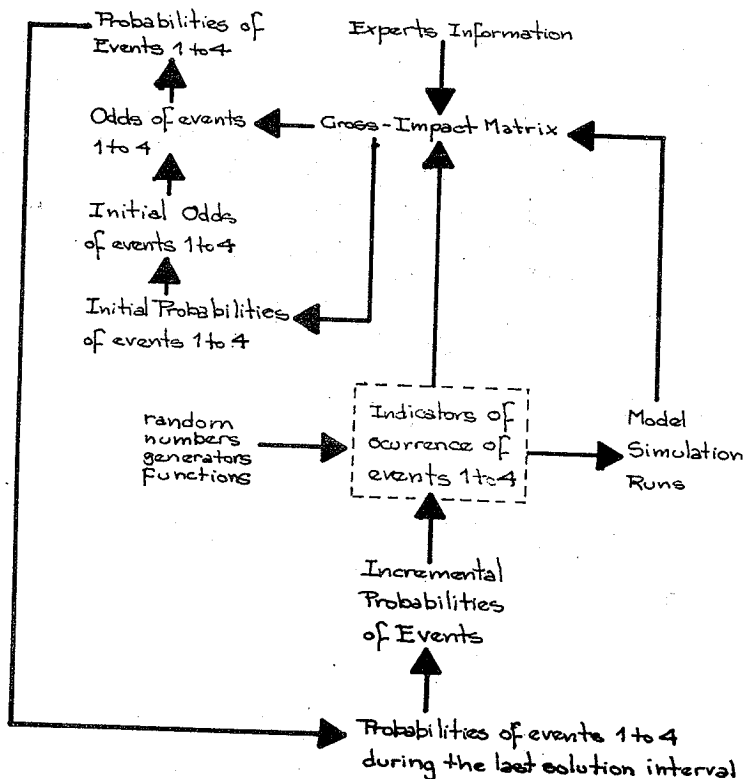 Probabilities of
Events 1 to 4
Experts Information
Odds of events
1 to 4
Cross-Impact Matrix
Initial Odds
of events 1 to 4
Initial Probabilities
of events 1 to 4
random
numbers
generators
functions
Indicators of
ocurrence of
events 1 to 4
Model
Simulation
Runs
Incremental
Probabilities
of Events
Probabilities of events 1 to 4
during the last solution interval